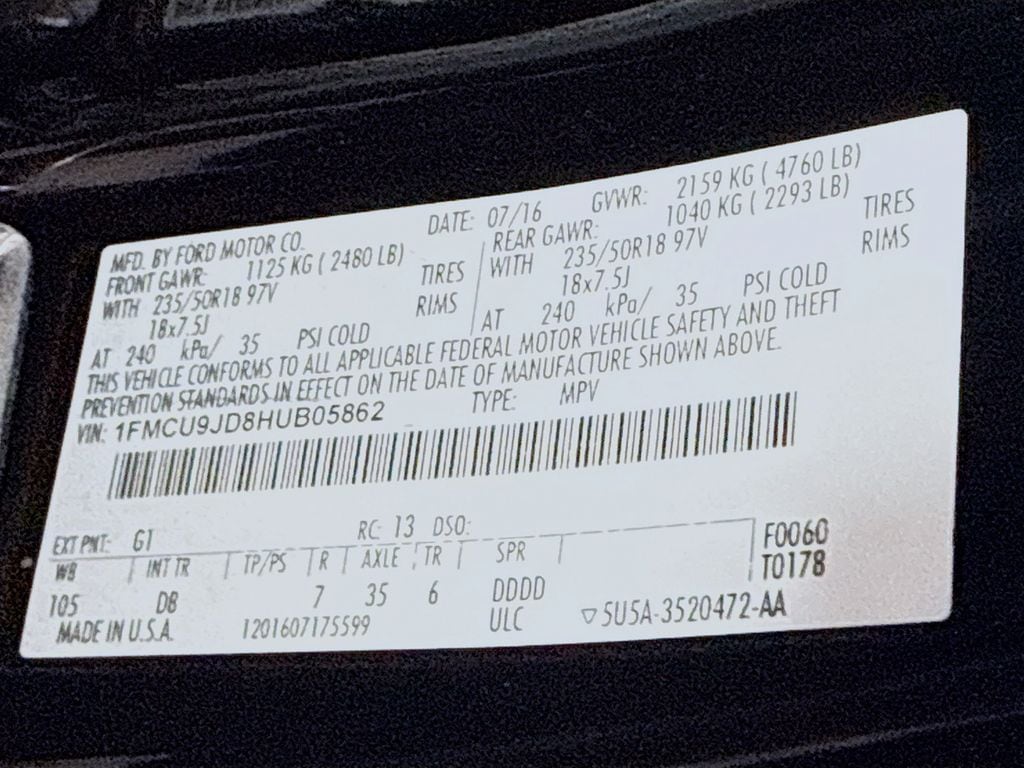 MFD. BY FORD MOTOR CO. DATE: 07/16 GVWR: 2159 KG ( 4760 LB)
FRONT GAWR: 1125 KG ( 2480 LB) REAR GAWR: 1040 KG ( 2293 LB)
WITH 235/50R18 97V TIRES WITH 235/50R18 97V TIRES
18x7.5J RIMS 18x7.5J RIMS
AT 240 kPa/ 35 PSI COLD AT 240 kPa/ 35 PSI COLD
THIS VEHICLE CONFORMS TO ALL APPLICABLE FEDERAL MOTOR VEHICLE SAFETY AND THEFT
PREVENTION STANDARDS IN EFFECT ON THE DATE OF MANUFACTURE SHOWN ABOVE.
VIN: 1FMCU9JD8HUB05862 TYPE: MPV
EXT PNT: G1 RC: 13 DSO: F0060
WB INT TR TP/PS R AXLE TR SPR T0178
105 D8 7 35 6 DDDD
MADE IN U.S.A. 1201607175599 ULC ▽5U5A-3520472-AA